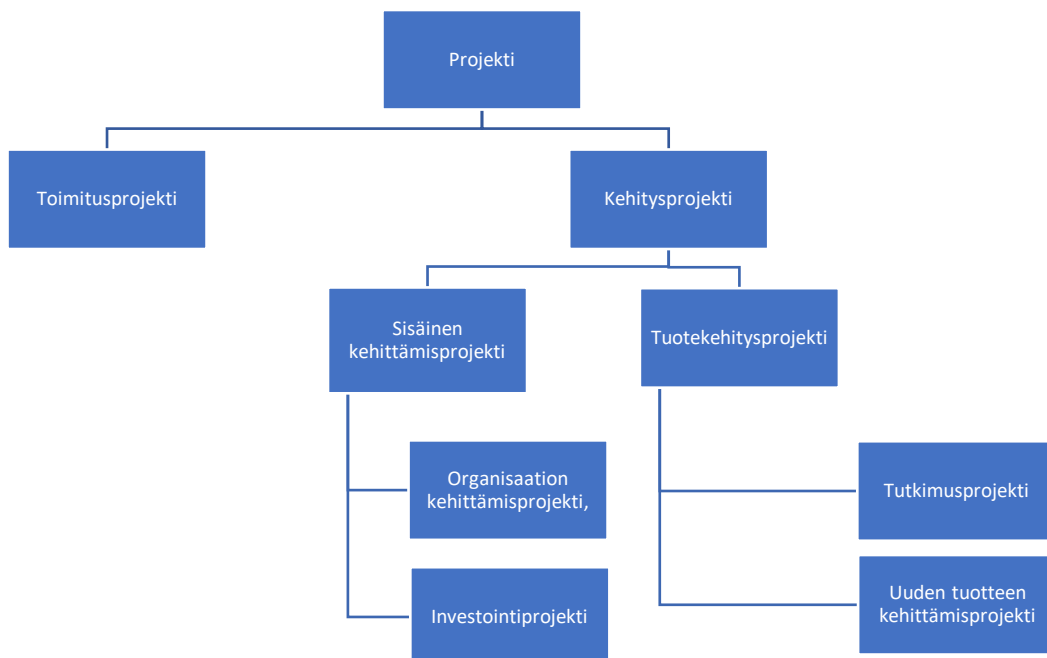 Projekti
Toimitusprojekti
Kehitysprojekti
Sisäinen
kehittämisprojekti
Tuotekehitysprojekti
Organisaation
kehittämisprojekti,
Tutkimusprojekti
Investointiprojekti
Uuden tuotteen
kehittämisprojekti